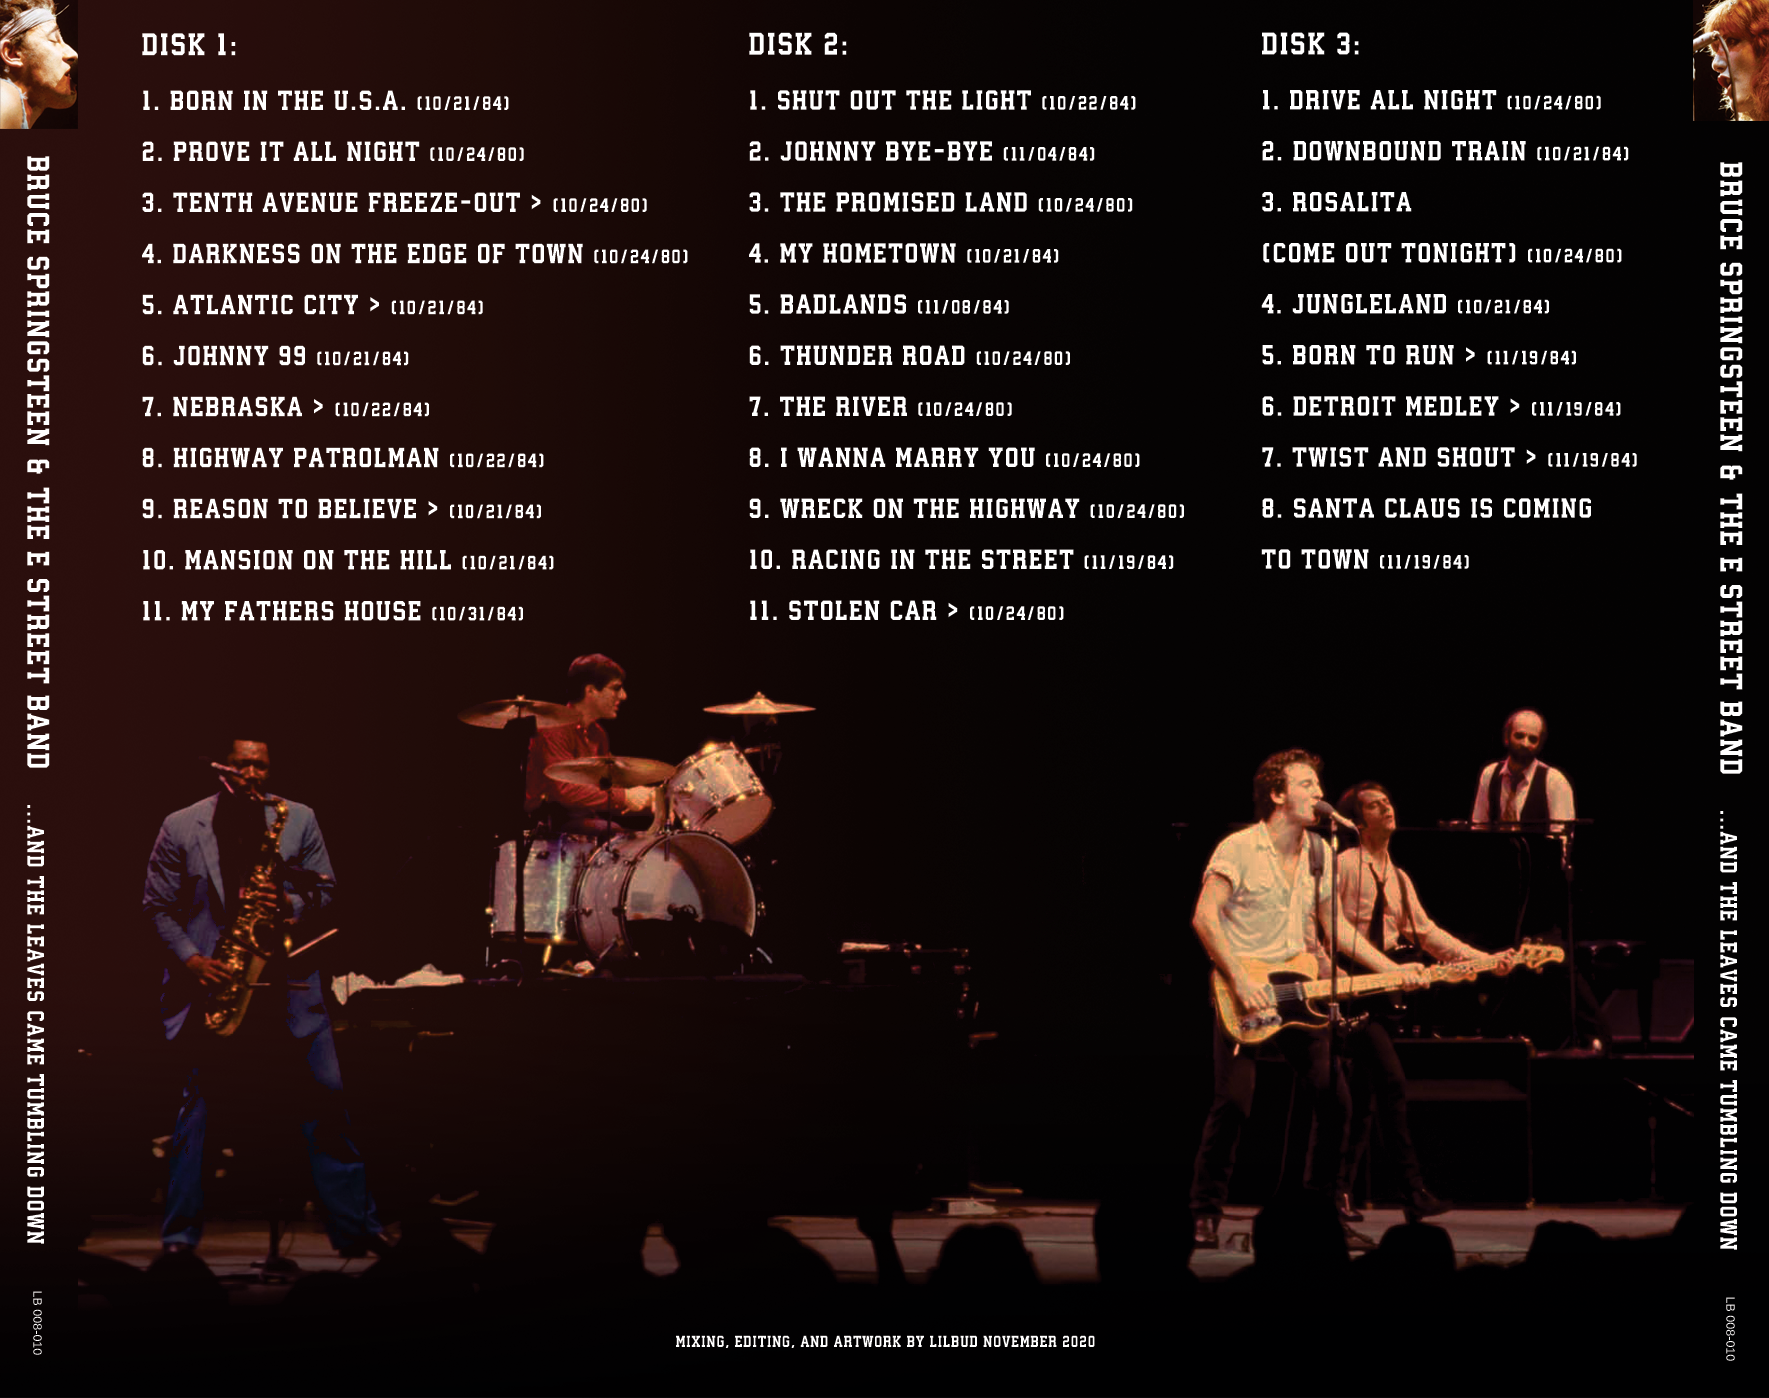 DISK 1:
1. BORN IN THE U.S.A. (10/21/84)
2. PROVE IT ALL NIGHT (10/24/80)
3. TENTH AVENUE FREEZE-OUT > (10/24/80)
4. DARKNESS ON THE EDGE OF TOWN (10/24/80)
5. ATLANTIC CITY > (10/21/84)
6. JOHNNY 99 (10/21/84)
7. NEBRASKA > (10/22/84)
8. HIGHWAY PATROLMAN (10/22/84)
9. REASON TO BELIEVE > (10/21/84)
10. MANSION ON THE HILL (10/21/84)
11. MY FATHERS HOUSE (10/31/84)
DISK 2:
1. SHUT OUT THE LIGHT (10/22/84)
2. JOHNNY BYE-BYE (11/04/84)
3. THE PROMISED LAND (10/24/80)
4. MY HOMETOWN (10/21/84)
5. BADLANDS (11/08/84)
6. THUNDER ROAD (10/24/80)
7. THE RIVER (10/24/80)
8. I WANNA MARRY YOU (10/24/80)
9. WRECK ON THE HIGHWAY (10/24/80)
10. RACING IN THE STREET (11/19/84)
11. STOLEN CAR > (10/24/80)
DISK 3:
1. DRIVE ALL NIGHT (10/24/80)
2. DOWNBOUND TRAIN (10/21/84)
3. ROSALITA
(COME OUT TONIGHT) (10/24/80)
4. JUNGLELAND (10/21/84)
5. BORN TO RUN > (11/19/84)
6. DETROIT MEDLEY > (11/19/84)
7. TWIST AND SHOUT > (11/19/84)
8. SANTA CLAUS IS COMING
TO TOWN (11/19/84)
BRUCE SPRINGSTEEN & THE E STREET BAND ...AND THE LEAVES CAME TUMBLING DOWN
LB 008-010
BRUCE SPRINGSTEEN & THE E STREET BAND ...AND THE LEAVES CAME TUMBLING DOWN
LB 008-010
MIXING, EDITING, AND ARTWORK BY LILBUD NOVEMBER 2020